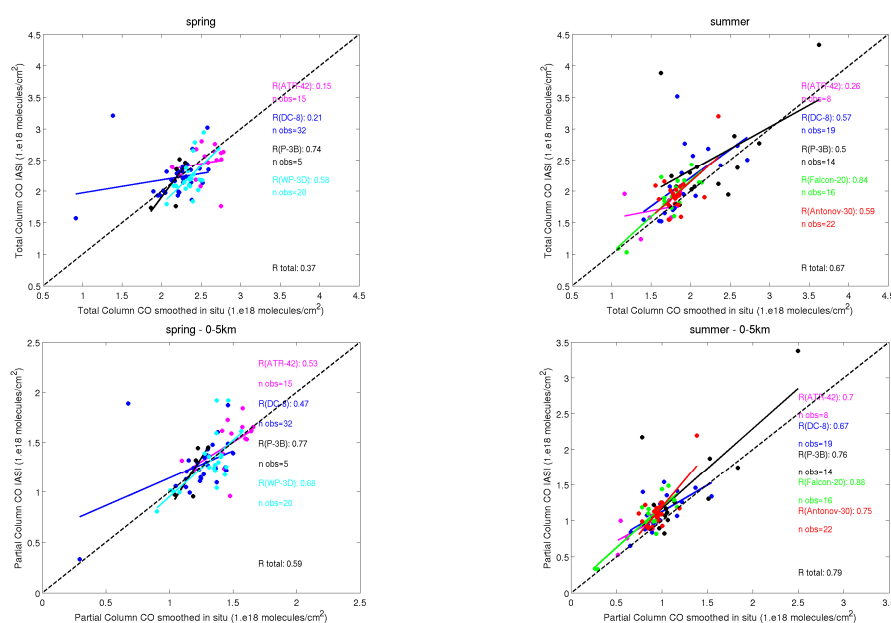 spring
4.5
4
3.5
3
2.5
2
1.5
1
0.5
0.5 1 1.5 2 2.5 3 3.5 4 4.5
Total Column CO IASI (1.e18 molecules/cm2)
Total Column CO smoothed in situ (1.e18 molecules/cm2)
R(ATR-42): 0.15
n obs=15
R(DC-8): 0.21
n obs=32
R(P-3B): 0.74
n obs=5
R(WP-3D): 0.58
n obs=20
R total: 0.37
summer
4.5
4
3.5
3
2.5
2
1.5
1
0.5
0.5 1 1.5 2 2.5 3 3.5 4 4.5
Total Column CO IASI (1.e18 molecules/cm2)
Total Column CO smoothed in situ (1.e18 molecules/cm2)
R(ATR-42): 0.26
n obs=8
R(DC-8): 0.57
n obs=19
R(P-3B): 0.5
n obs=14
R(Falcon-20): 0.84
n obs=16
R(Antonov-30): 0.59
n obs=22
R total: 0.67
spring - 0-5km
2.5
2
1.5
1
0.5
0
0 0.5 1 1.5 2 2.5
Partial Column CO IASI (1.e18 molecules/cm2)
Partial Column CO smoothed in situ (1.e18 molecules/cm2)
R(ATR-42): 0.53
n obs=15
R(DC-8): 0.47
n obs=32
R(P-3B): 0.77
n obs=5
R(WP-3D): 0.68
n obs=20
R total: 0.59
summer - 0-5km
3.5
3
2.5
2
1.5
1
0.5
0
0 0.5 1 1.5 2 2.5 3 3.5
Partial Column CO IASI (1.e18 molecules/cm2)
Partial Column CO smoothed in situ (1.e18 molecules/cm2)
R(ATR-42): 0.7
n obs=8
R(DC-8): 0.67
n obs=19
R(P-3B): 0.76
n obs=14
R(Falcon-20): 0.88
n obs=16
R(Antonov-30): 0.75
n obs=22
R total: 0.79